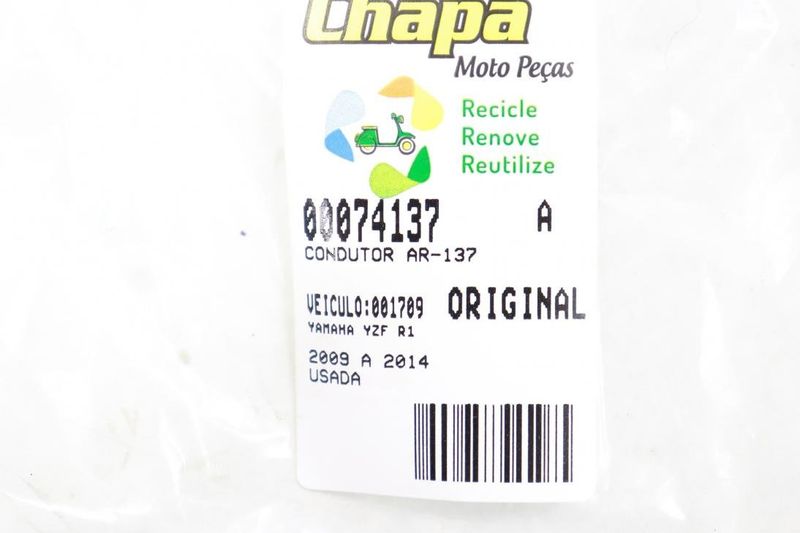 Chapa
Moto Peças
Recicle
Renove
Reutilize
00074137 A
CONDUTOR AR-137
VEICULO:001709 ORIGINAL
YAMAHA YZF R1
2009 A 2014
USADA